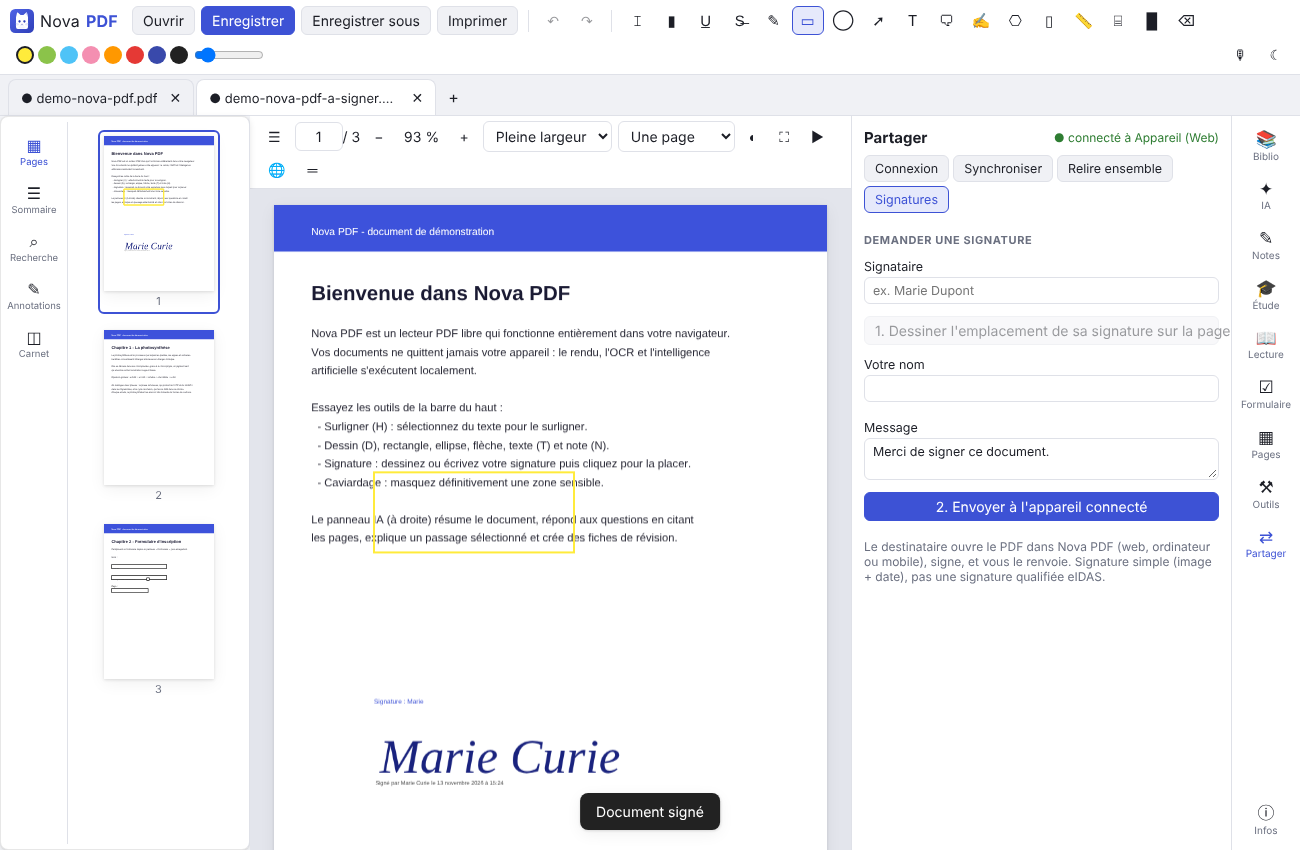 Nova PDF
Ouvrir
Enregistrer
Enregistrer sous
Imprimer
demo-nova-pdf.pdf
demo-nova-pdf-a-signer....
Pages
Sommaire
Recherche
Annotations
Carnet
1
2
3
1 / 3
93 %
Pleine largeur
Une page
Nova PDF - document de démonstration
Bienvenue dans Nova PDF
Nova PDF est un lecteur PDF libre qui fonctionne entièrement dans votre navigateur.
Vos documents ne quittent jamais votre appareil : le rendu, l'OCR et l'intelligence
artificielle s'exécutent localement.
Essayez les outils de la barre du haut :
- Surligner (H) : sélectionnez du texte pour le surligner.
- Dessin (D), rectangle, ellipse, flèche, texte (T) et note (N).
- Signature : dessinez ou écrivez votre signature puis cliquez pour la placer.
- Caviardage : masquez définitivement une zone sensible.
Le panneau IA (à droite) résume le document, répond aux questions en citant
les pages, explique un passage sélectionné et crée des fiches de révision.
Signature : Marie
Marie Curie
Signé par Marie Curie le 13 novembre 2026 à 15:24
Document signé
Partager
connecté à Appareil (Web)
Connexion
Synchroniser
Relire ensemble
Signatures
DEMANDER UNE SIGNATURE
Signataire
ex. Marie Dupont
1. Dessiner l'emplacement de sa signature sur la page
Votre nom
Message
Merci de signer ce document.
2. Envoyer à l'appareil connecté
Le destinataire ouvre le PDF dans Nova PDF (web, ordinateur
ou mobile), signe, et vous le renvoie. Signature simple (image
+ date), pas une signature qualifiée eIDAS.
Biblio
IA
Notes
Étude
Lecture
Formulaire
Pages
Outils
Partager
Infos